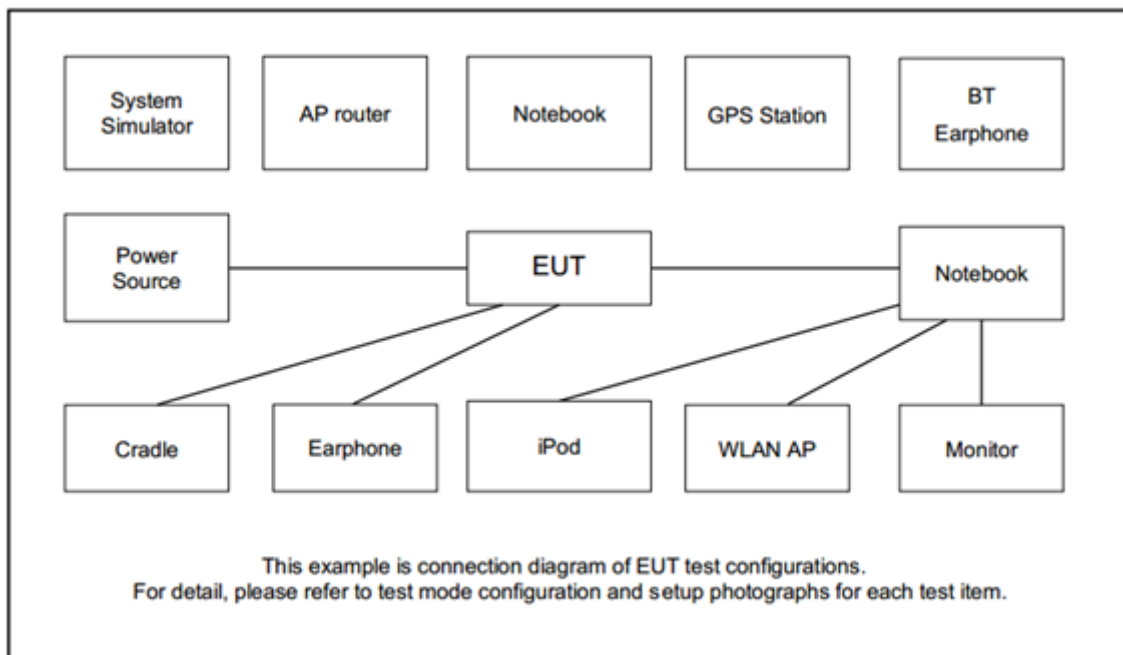 System
Simulator
AP router
Notebook
GPS Station
BT
Earphone
Power
Source
EUT
Notebook
Cradle
Earphone
iPod
WLAN AP
Monitor
This example is connection diagram of EUT test configurations.
For detail, please refer to test mode configuration and setup photographs for each test item.